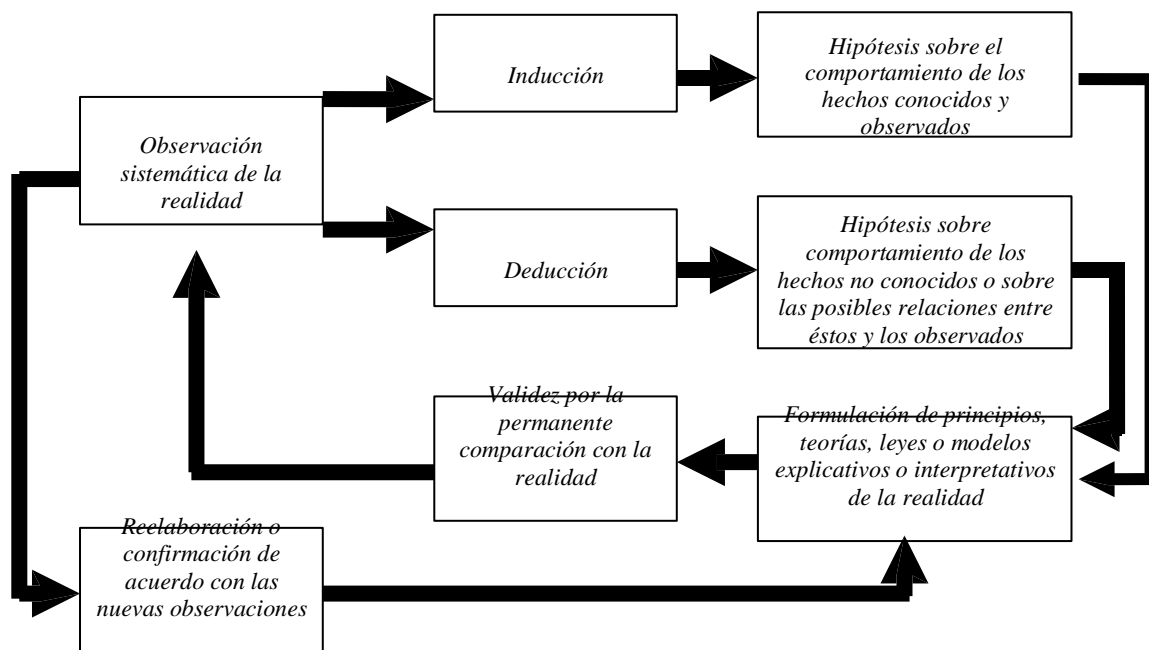 Inducción
Hipótesis sobre el
comportamiento de los
hechos conocidos y
observados
Observación
sistemática de la
realidad
Deducción
Hipótesis sobre
comportamiento de los
hechos no conocidos o sobre
las posibles relaciones entre
éstos y los observados
Validez por la
permanente
comparación con la
realidad
Formulación de principios,
teorías, leyes o modelos
explicativos o interpretativos
de la realidad
Reelaboración o
confirmación de
acuerdo con las
nuevas observaciones